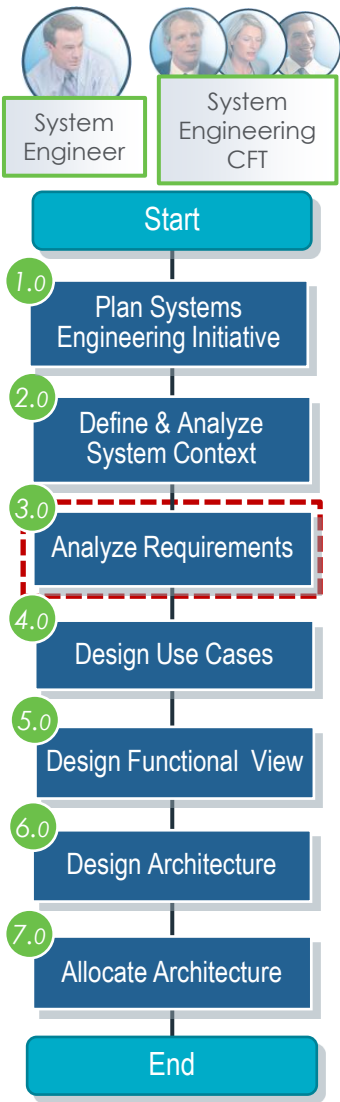 System
Engineer
System
Engineering
CFT
Start
1.0
Plan Systems
Engineering Initiative
2.0
Define & Analyze
System Context
3.0
Analyze Requirements
4.0
Design Use Cases
5.0
Design Functional View
6.0
Design Architecture
7.0
Allocate Architecture
End